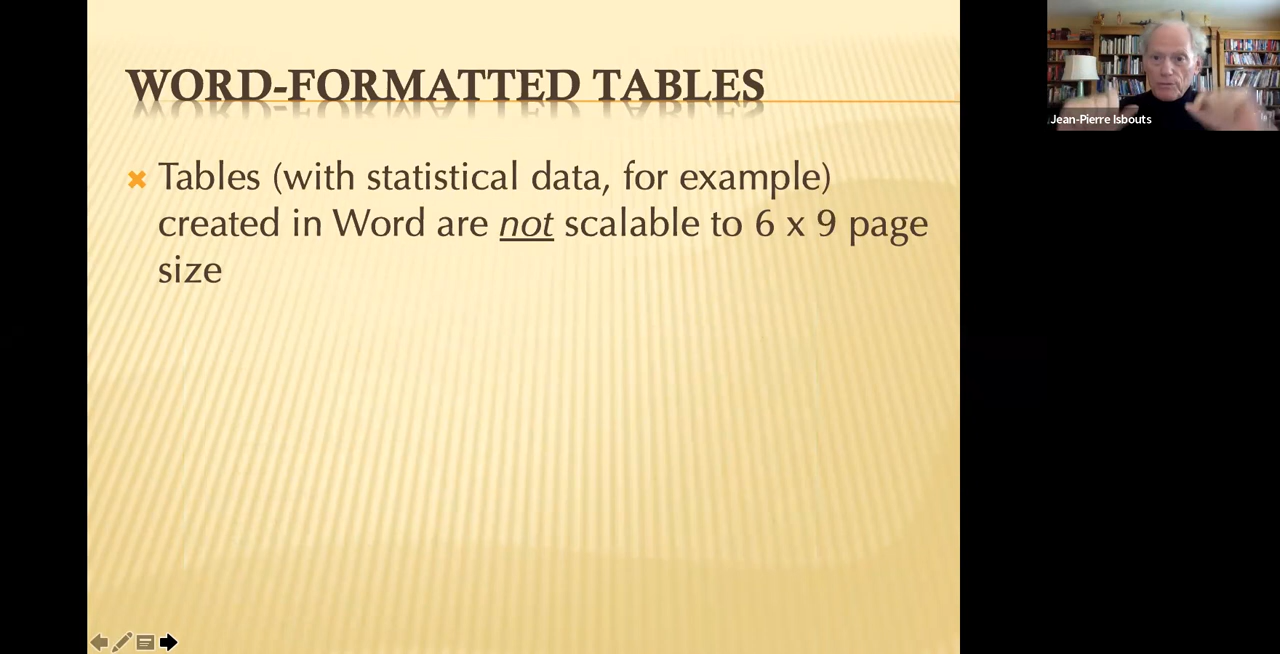 WORD-FORMATTED TABLES
Tables (with statistical data, for example)
created in Word are not scalable to 6 x 9 page
size
Jean-Pierre Isbouts